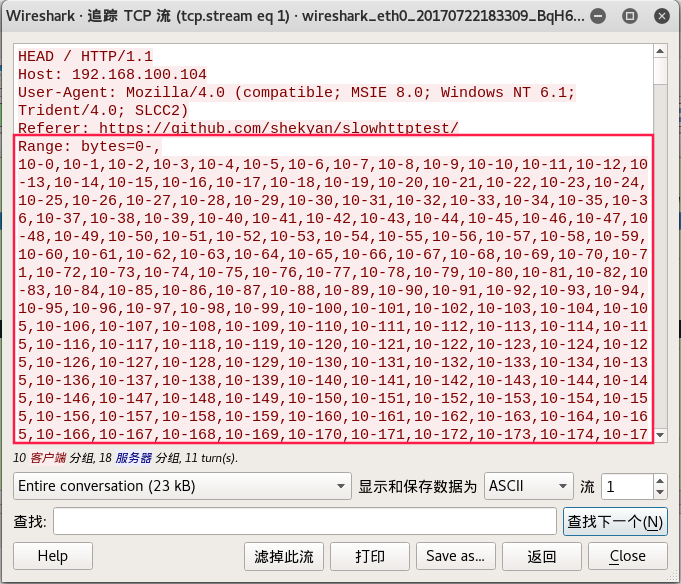 Wireshark · 追踪 TCP 流 (tcp.stream eq 1) · wireshark_eth0_20170722183309_BqH6...
HEAD / HTTP/1.1
Host: 192.168.100.104
User-Agent: Mozilla/4.0 (compatible; MSIE 8.0; Windows NT 6.1;
Trident/4.0; SLCC2)
Referer: https://github.com/shekyan/slowhttptest/
Range: bytes=0-,
10-0,10-1,10-2,10-3,10-4,10-5,10-6,10-7,10-8,10-9,10-10,10-11,10-12,10
-13,10-14,10-15,10-16,10-17,10-18,10-19,10-20,10-21,10-22,10-23,10-24,
10-25,10-26,10-27,10-28,10-29,10-30,10-31,10-32,10-33,10-34,10-35,10-3
6,10-37,10-38,10-39,10-40,10-41,10-42,10-43,10-44,10-45,10-46,10-47,10
-48,10-49,10-50,10-51,10-52,10-53,10-54,10-55,10-56,10-57,10-58,10-59,
10-60,10-61,10-62,10-63,10-64,10-65,10-66,10-67,10-68,10-69,10-70,10-7
1,10-72,10-73,10-74,10-75,10-76,10-77,10-78,10-79,10-80,10-81,10-82,10
-83,10-84,10-85,10-86,10-87,10-88,10-89,10-90,10-91,10-92,10-93,10-94,
10-95,10-96,10-97,10-98,10-99,10-100,10-101,10-102,10-103,10-104,10-10
5,10-106,10-107,10-108,10-109,10-110,10-111,10-112,10-113,10-114,10-11
5,10-116,10-117,10-118,10-119,10-120,10-121,10-122,10-123,10-124,10-12
5,10-126,10-127,10-128,10-129,10-130,10-131,10-132,10-133,10-134,10-13
5,10-136,10-137,10-138,10-139,10-140,10-141,10-142,10-143,10-144,10-14
5,10-146,10-147,10-148,10-149,10-150,10-151,10-152,10-153,10-154,10-15
5,10-156,10-157,10-158,10-159,10-160,10-161,10-162,10-163,10-164,10-16
5,10-166,10-167,10-168,10-169,10-170,10-171,10-172,10-173,10-174,10-17
10 客户端 分组, 18 服务器 分组, 11 turn(s).
Entire conversation (23 kB) 显示和保存数据为 ASCII 流 1
查找: 查找下一个(N)
Help 滤掉此流 打印 Save as... 返回 Close